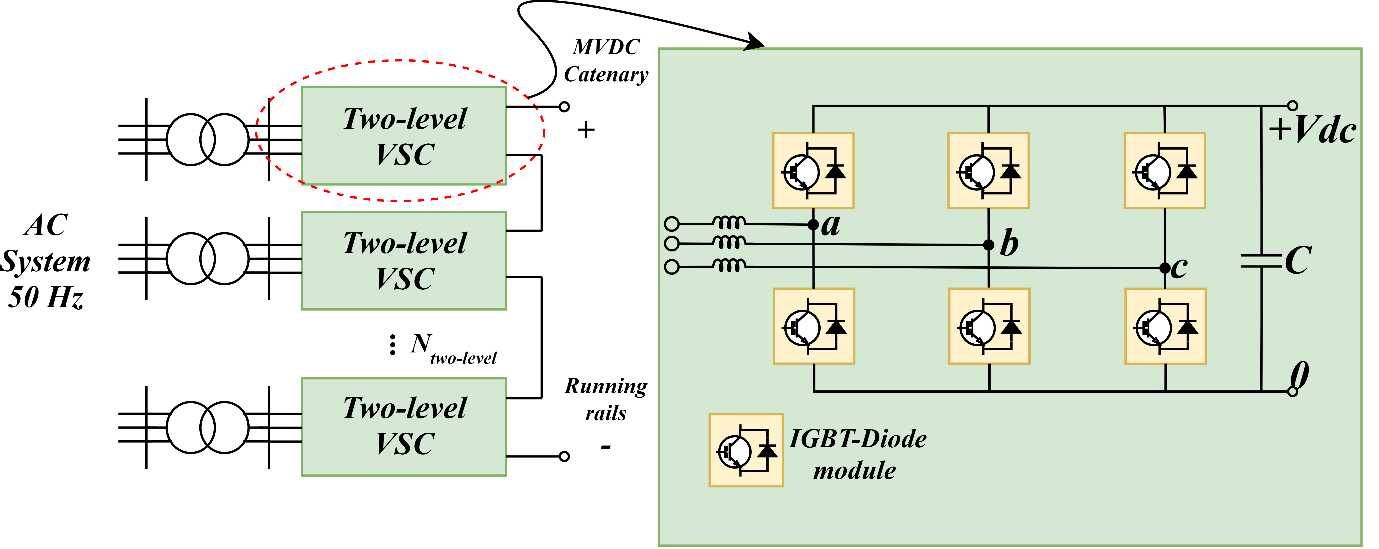 MVDC
Catenary
Two-level
VSC
+
AC
System
50 Hz
Two-level
VSC
⋮ Ntwo-level
Two-level
VSC
Running
rails
-
+Vdc
a
b
c
C
0
IGBT-Diode
module